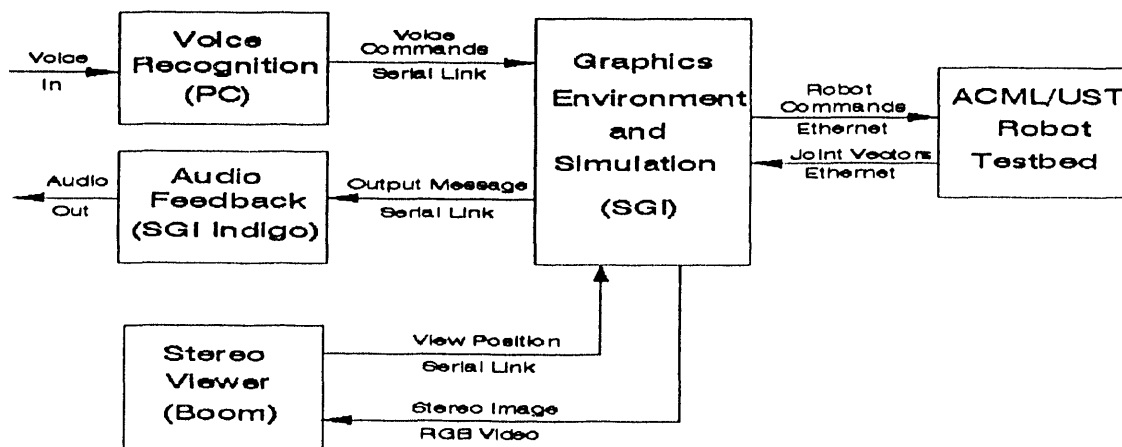 Voice
In
Voice
Recognition
(PC)
Voice
Commands
Serial Link
Graphics
Environment
and
Simulation
(SGI)
Robot
Commands
Ethernet
Joint Vectors
Ethernet
ACML/UST
Robot
Testbed
Audio
Out
Audio
Feedback
(SGI Indigo)
Output Message
Serial Link
Stereo
Viewer
(Boom)
View Position
Serial Link
Stereo Image
RGB Video